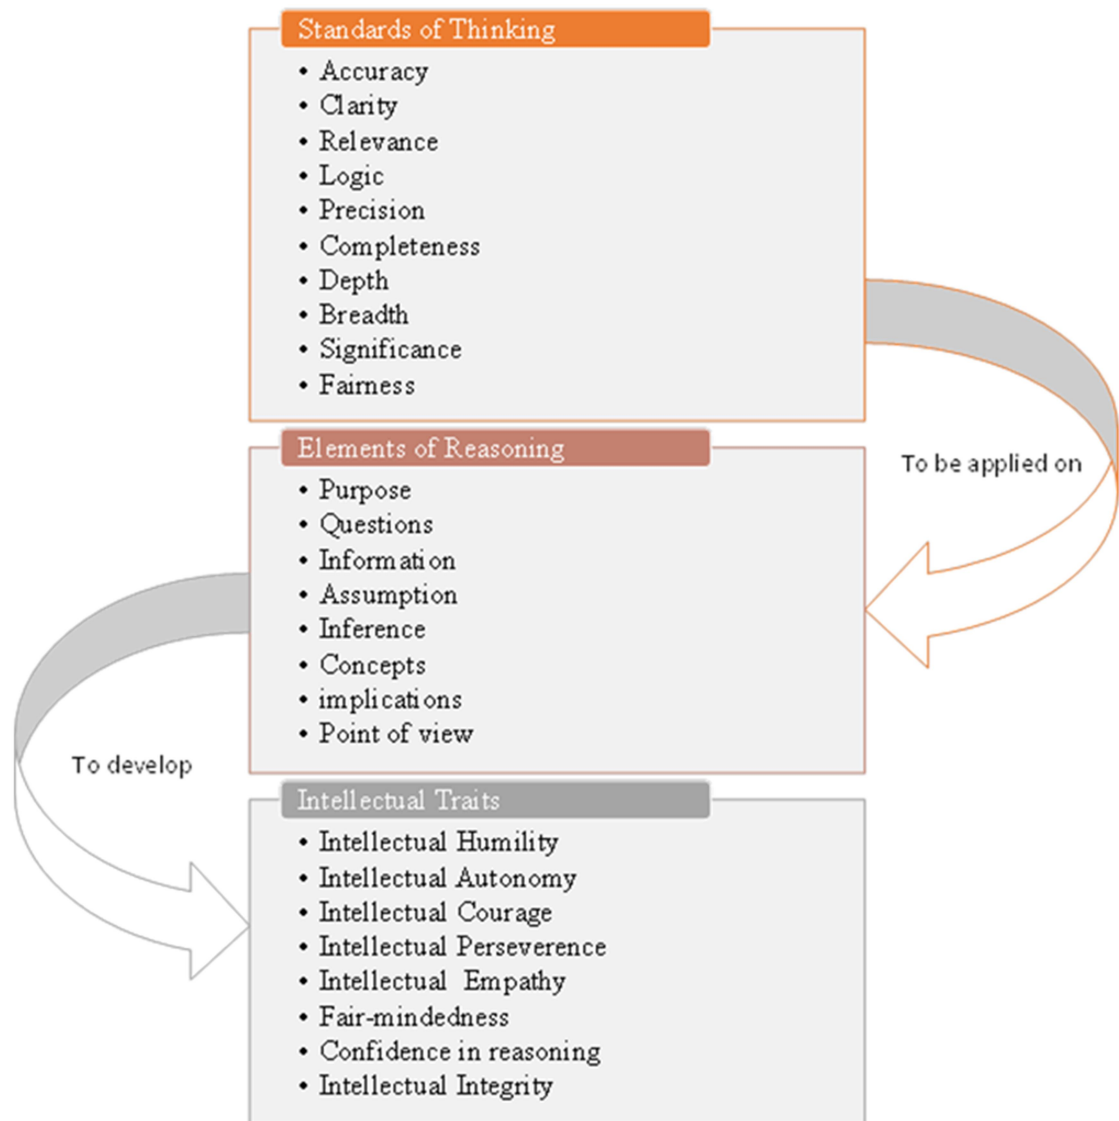 Standards of Thinking
• Accuracy
• Clarity
• Relevance
• Logic
• Precision
• Completeness
• Depth
• Breadth
• Significance
• Fairness
To be applied on
Elements of Reasoning
• Purpose
• Questions
• Information
• Assumption
• Inference
• Concepts
• implications
• Point of view
To develop
Intellectual Traits
• Intellectual Humility
• Intellectual Autonomy
• Intellectual Courage
• Intellectual Perseverence
• Intellectual Empathy
• Fair-mindedness
• Confidence in reasoning
• Intellectual Integrity